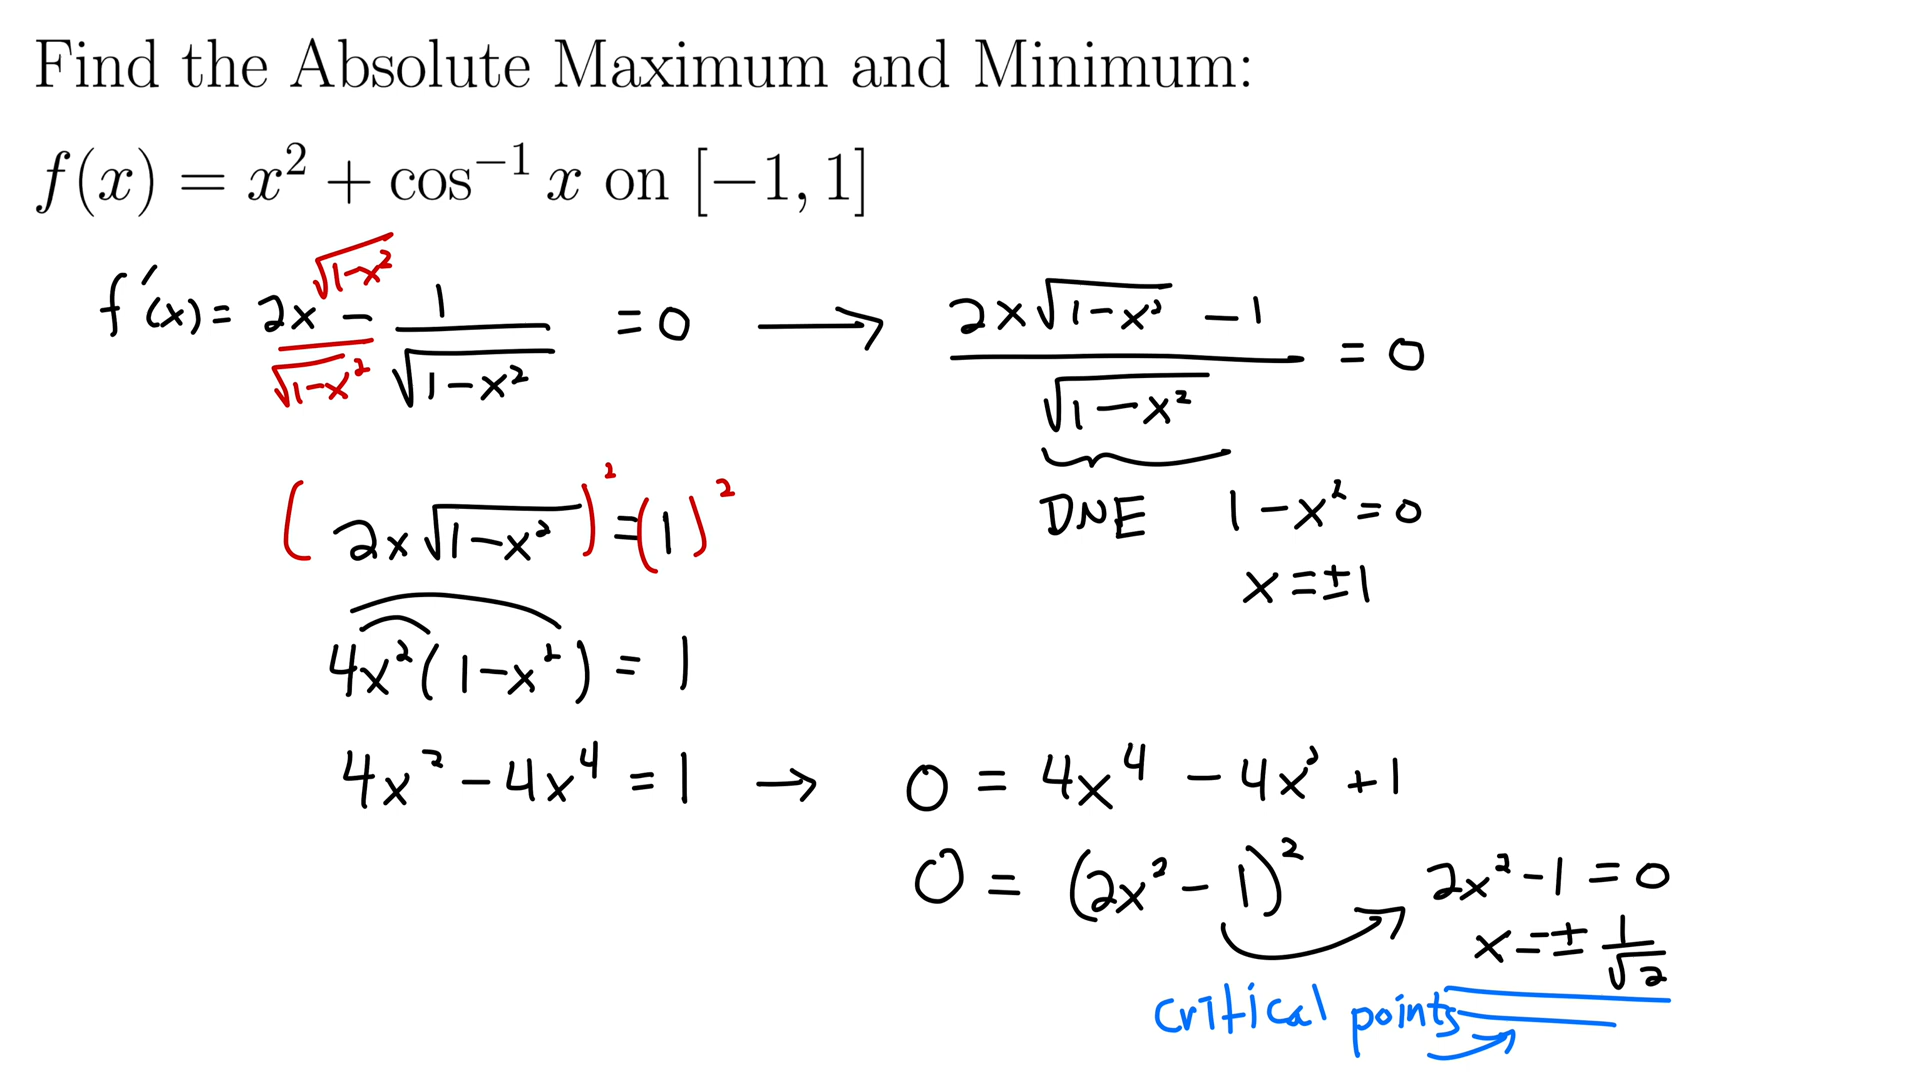 Find the Absolute Maximum and Minimum:
f(x) = x² + cos⁻¹ x on [−1, 1]
f'(x) = 2x √(1-x²) / √(1-x²) − 1 / √(1-x²) = 0 → (2x√(1-x²) − 1) / √(1-x²) = 0
(2x√(1-x²))² = (1)²
DNE 1 - x² = 0
x = ±1
4x²(1-x²) = 1
4x² - 4x⁴ = 1 → 0 = 4x⁴ - 4x² + 1
0 = (2x² - 1)² → 2x² - 1 = 0
x = ± 1/√2
critical points →